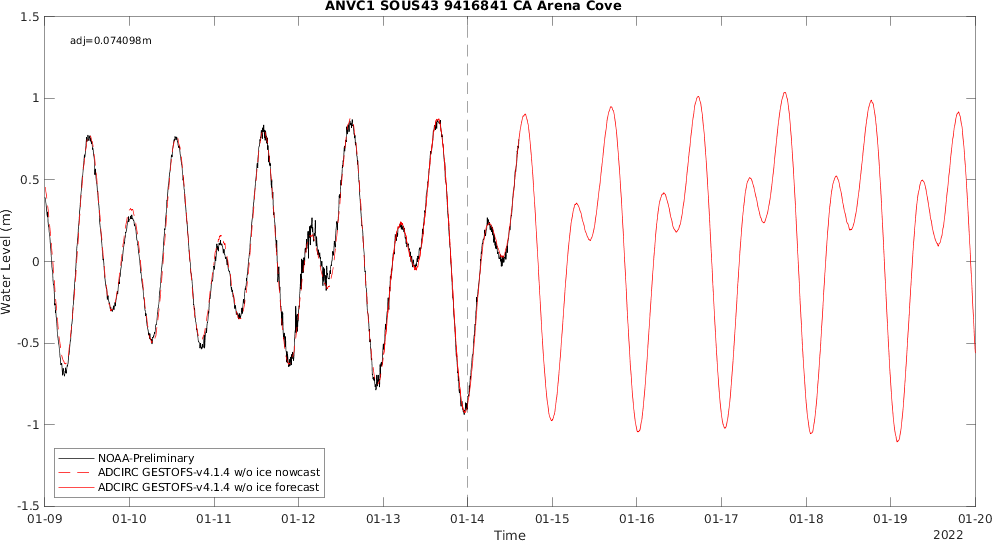 ANVC1 SOUS43 9416841 CA Arena Cove
adj=0.074098m
1.5
1
0.5
0
-0.5
-1
-1.5
Water Level (m)
NOAA-Preliminary
ADCIRC GESTOFS-v4.1.4 w/o ice nowcast
ADCIRC GESTOFS-v4.1.4 w/o ice forecast
01-09 01-10 01-11 01-12 01-13 01-14 01-15 01-16 01-17 01-18 01-19 01-20
Time
2022